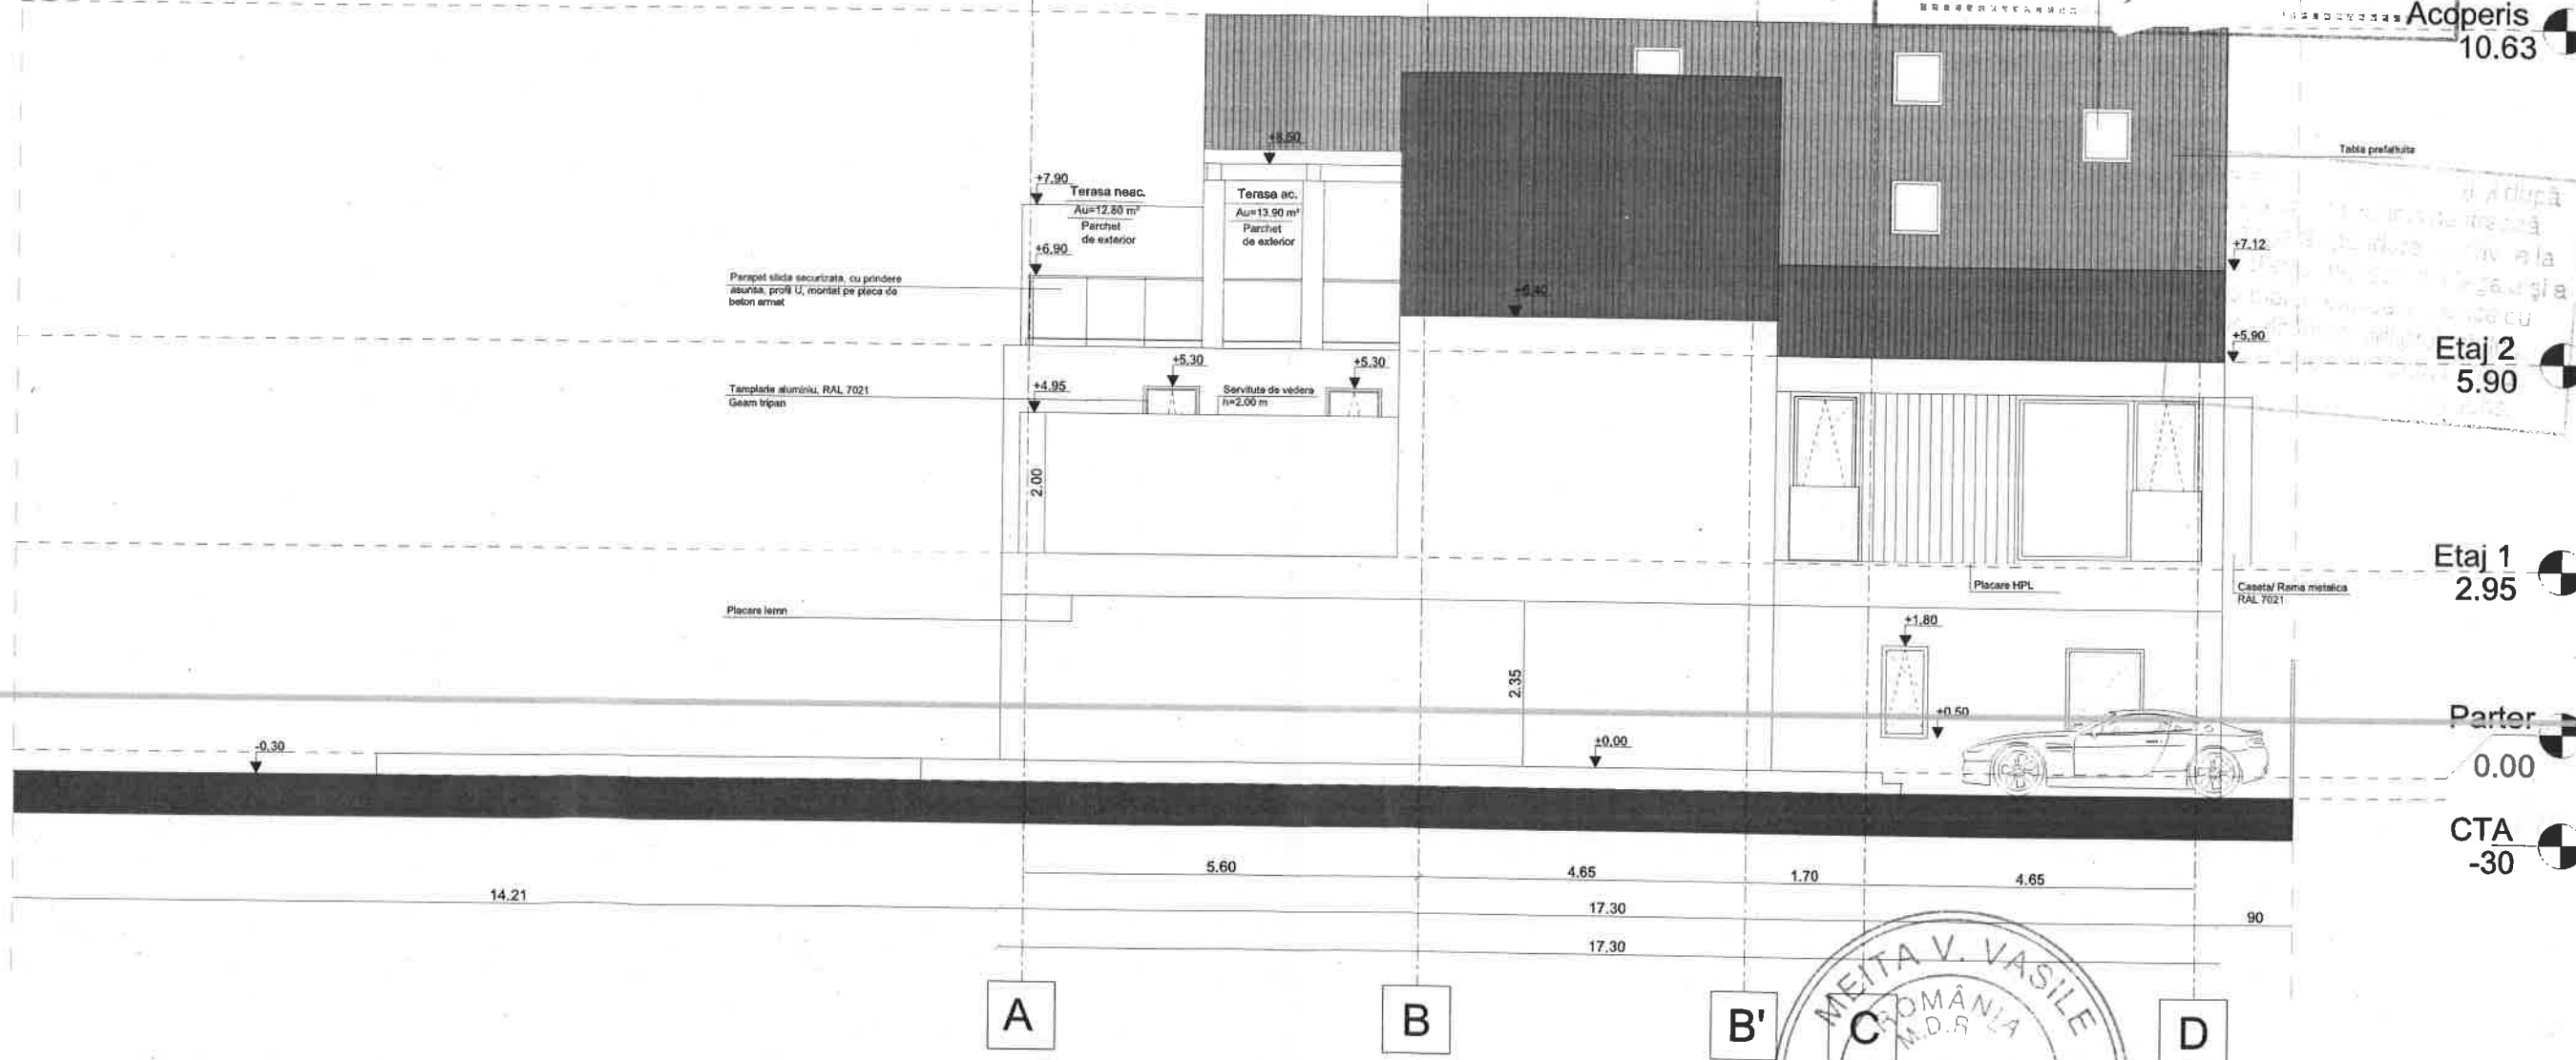 Acoperis
10.63
Tabla prefaltuita
+8,50
+7.90
Terasa neac.
Au=12.80 m²
Parchet
de exterior
Terasa ac.
Au=13.90 m²
Parchet
de exterior
+6.90
+7.12
Parapet sticla securizata, cu prindere
asunsa, profil U, montat pe placa de
beton armat
+6,40
+5,90
Etaj 2
5.90
+5.30
+5.30
Tamplarie aluminiu, RAL 7021
Geam tripan
+4.95
Servitute de vedere
h=2.00 m
2.00
Etaj 1
2.95
Placare HPL
Caseta/ Rama metalica
RAL 7021
Placare lemn
+1,80
2.35
+0.50
Parter
0.00
-0.30
+0.00
CTA
-30
5.60
4.65
1.70
4.65
14.21
17.30
90
17.30
A
B
B'
C
D
MEITA V. VASILE
ROMÂNIA
M.D.R